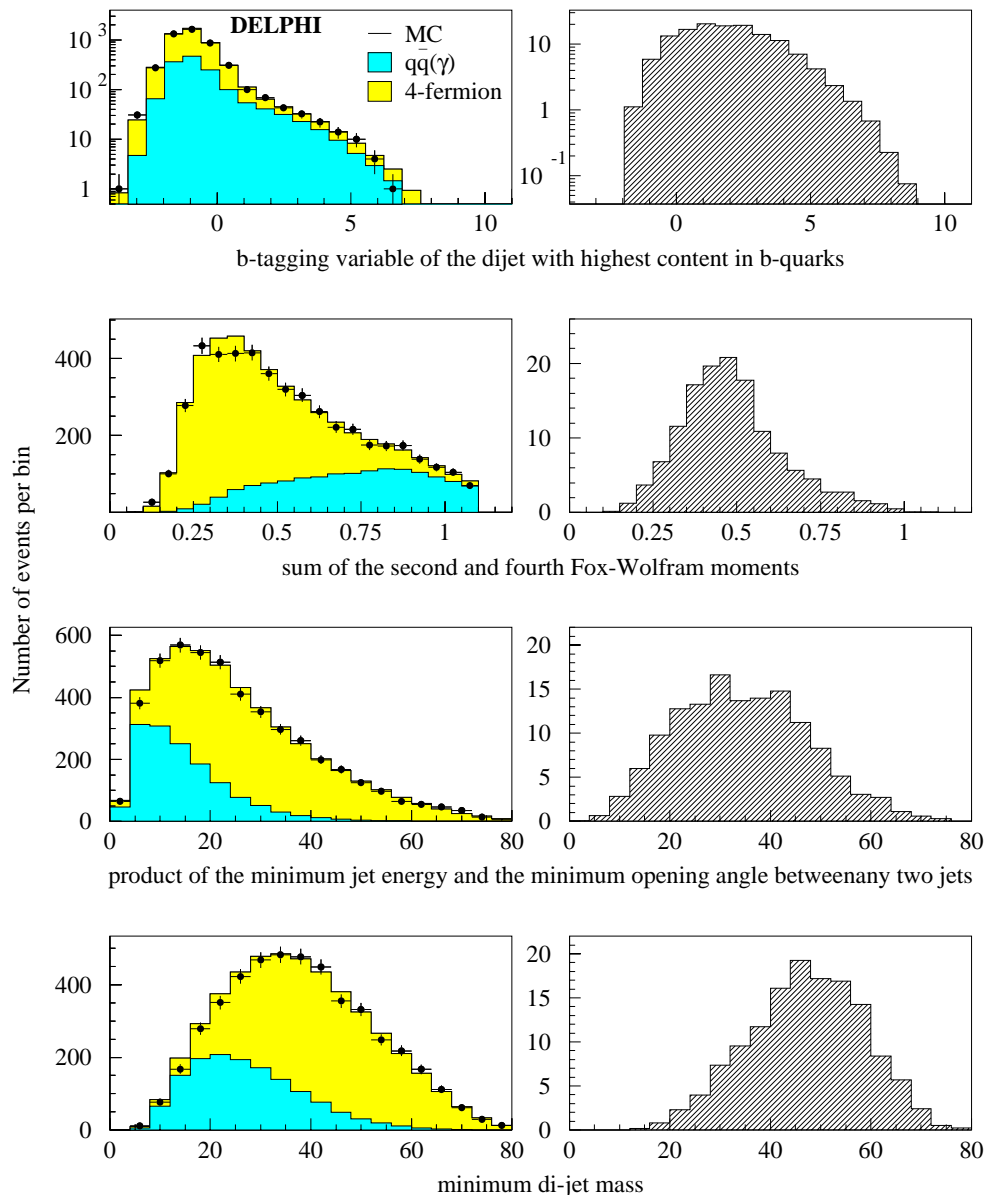 DELPHI
MC
qq̄(γ)
4-fermion
10³
10²
10
1
0 5 10
10
1
10⁻¹
0 5 10
b-tagging variable of the dijet with highest content in b-quarks
400
200
0 0.25 0.5 0.75 1
20
10
0
0 0.25 0.5 0.75 1
sum of the second and fourth Fox-Wolfram moments
Number of events per bin
600
400
200
0
0 20 40 60 80
20
15
10
5
0
0 20 40 60 80
product of the minimum jet energy and the minimum opening angle betweenany two jets
400
200
0
0 20 40 60 80
20
15
10
5
0
0 20 40 60 80
minimum di-jet mass